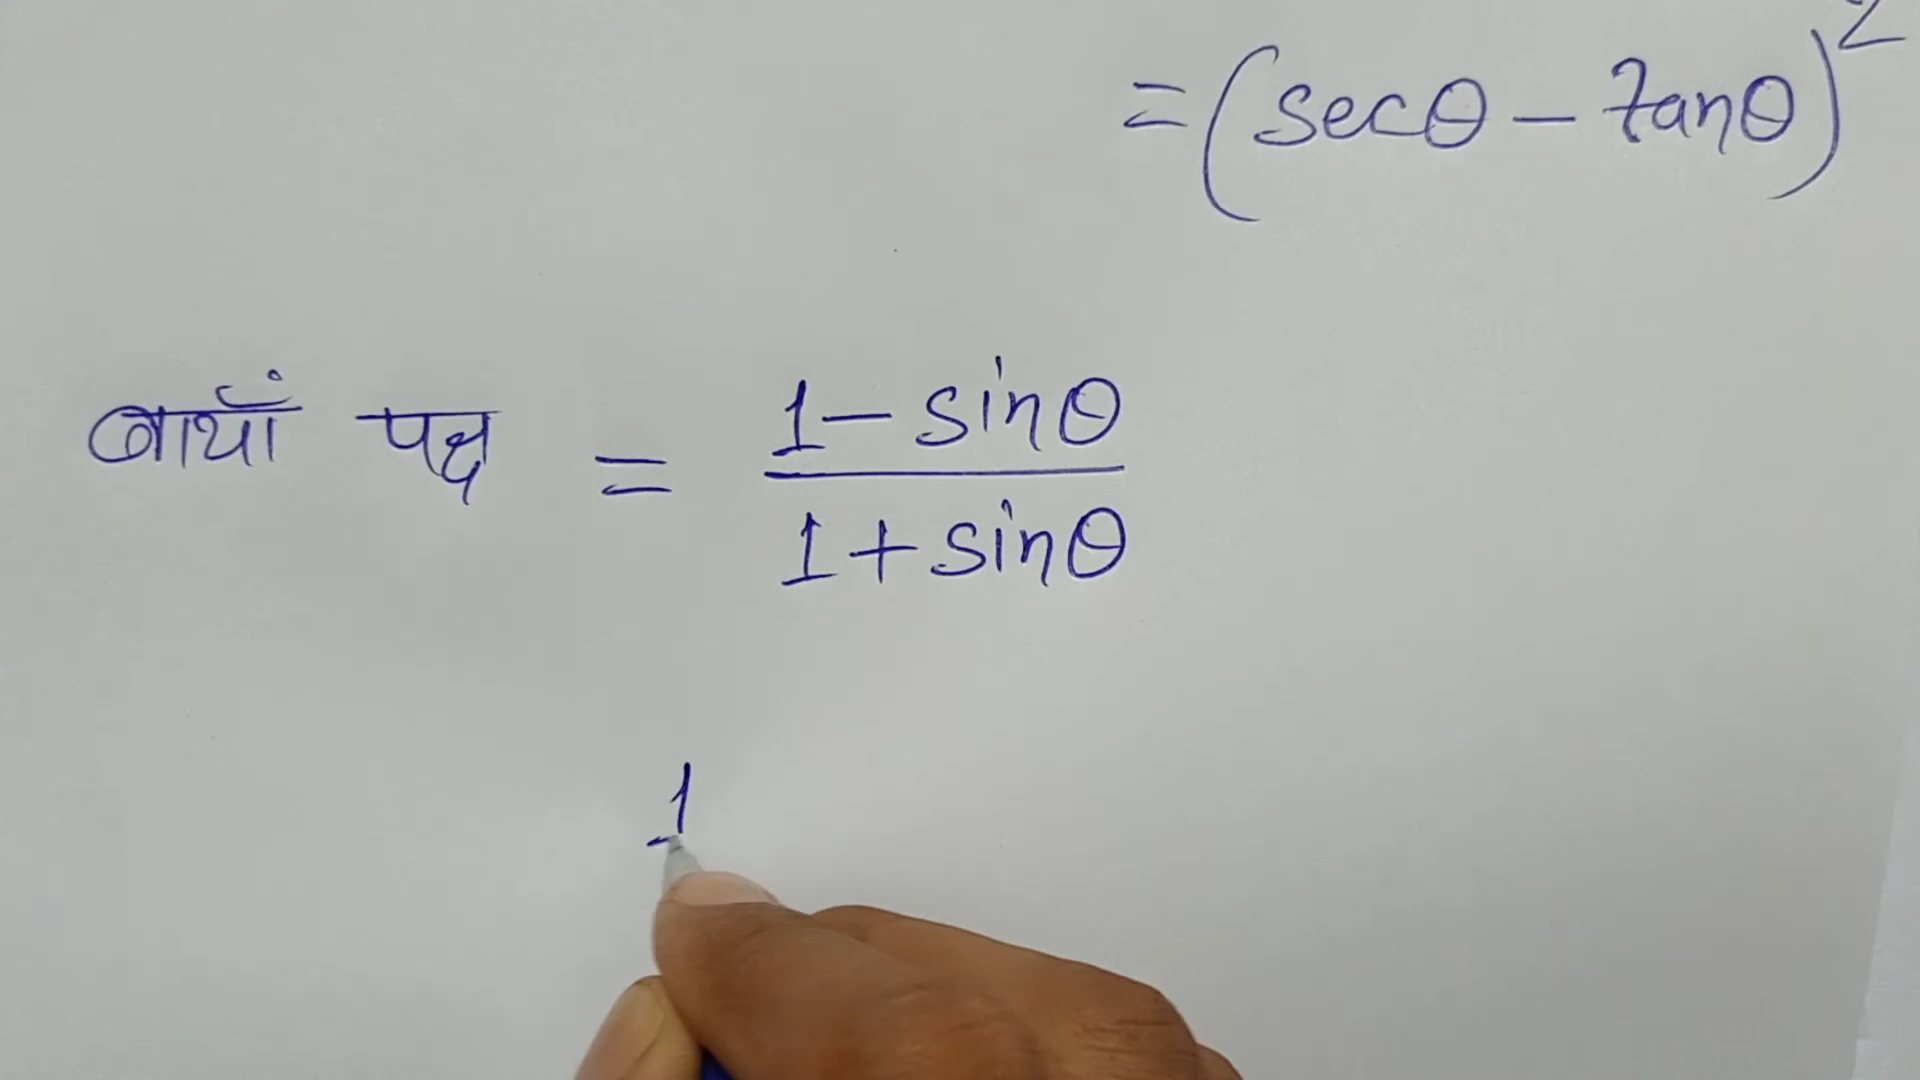 = (secθ - tanθ)²
बायाँ पक्ष = (1 - sinθ)/(1 + sinθ)
1